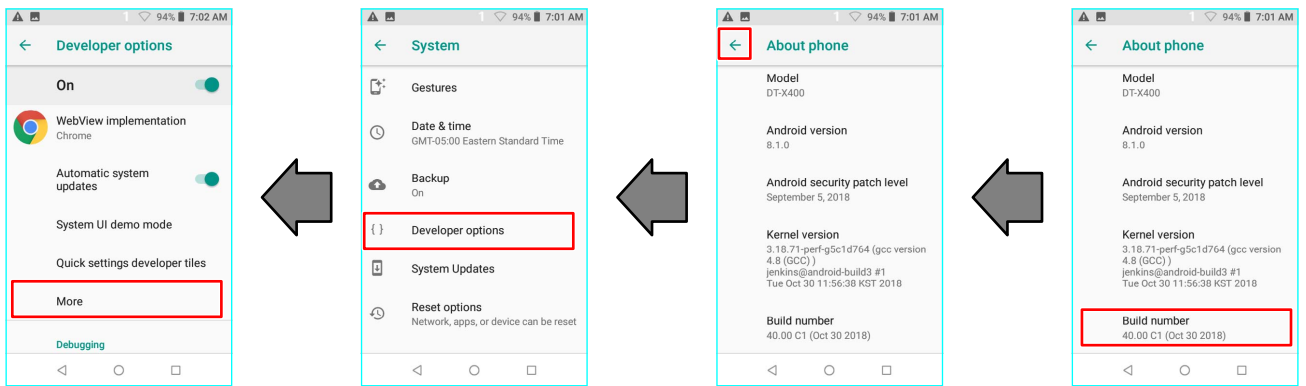 1 94% 7:02 AM
Developer options
On
WebView implementation
Chrome
Automatic system
updates
System UI demo mode
Quick settings developer tiles
More
Debugging
1 94% 7:01 AM
System
Gestures
Date & time
GMT-05:00 Eastern Standard Time
Backup
On
{ } Developer options
System Updates
Reset options
Network, apps, or device can be reset
1 94% 7:01 AM
About phone
Model
DT-X400
Android version
8.1.0
Android security patch level
September 5, 2018
Kernel version
3.18.71-perf-g5c1d764 (gcc version
4.8 (GCC) )
jenkins@android-build3 #1
Tue Oct 30 11:56:38 KST 2018
Build number
40.00 C1 (Oct 30 2018)
1 94% 7:01 AM
About phone
Model
DT-X400
Android version
8.1.0
Android security patch level
September 5, 2018
Kernel version
3.18.71-perf-g5c1d764 (gcc version
4.8 (GCC) )
jenkins@android-build3 #1
Tue Oct 30 11:56:38 KST 2018
Build number
40.00 C1 (Oct 30 2018)